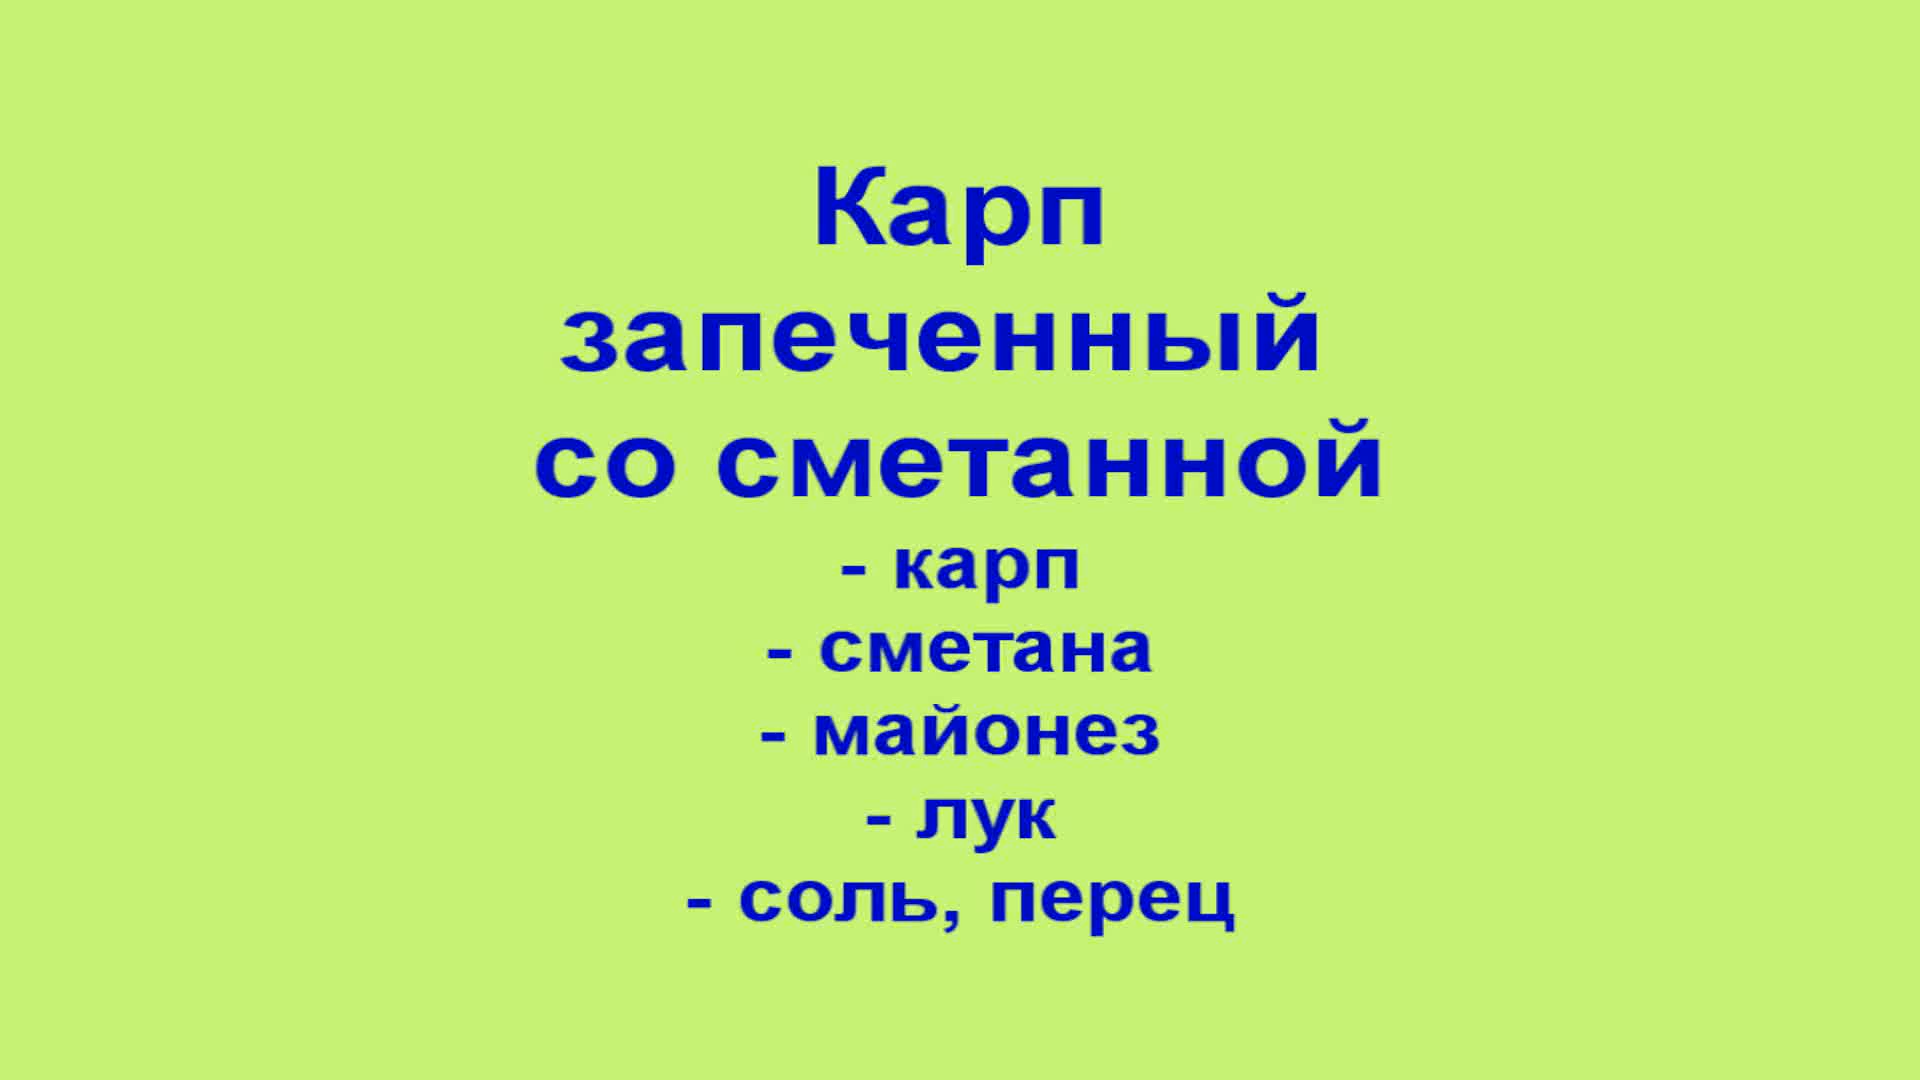 Карп
запеченный
со сметанной
- карп
- сметана
- майонез
- лук
- соль, перец